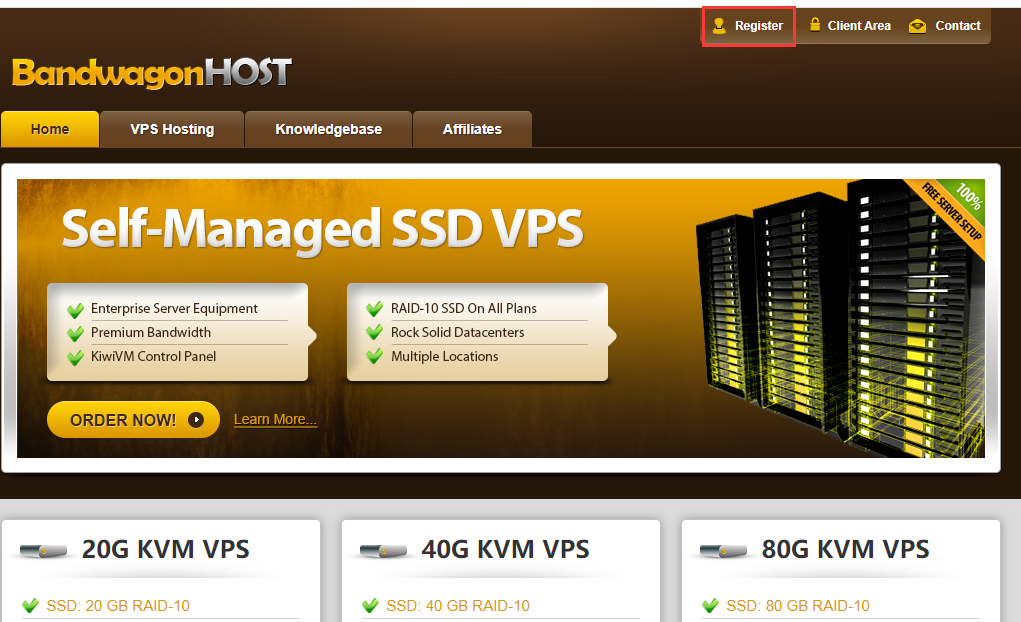 Register Client Area Contact
BandwagonHOST
Home VPS Hosting Knowledgebase Affiliates
100%
FREE SERVER SETUP
Self-Managed SSD VPS
Enterprise Server Equipment
Premium Bandwidth
KiwiVM Control Panel
RAID-10 SSD On All Plans
Rock Solid Datacenters
Multiple Locations
ORDER NOW! Learn More...
20G KVM VPS
SSD: 20 GB RAID-10
40G KVM VPS
SSD: 40 GB RAID-10
80G KVM VPS
SSD: 80 GB RAID-10